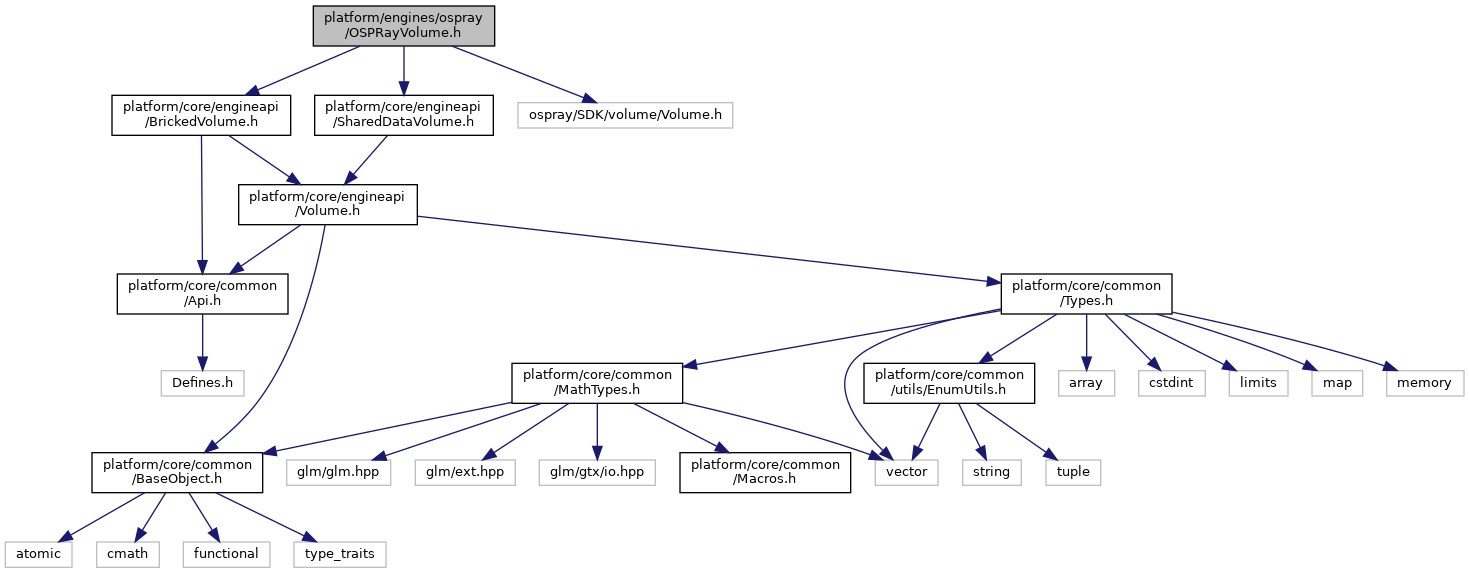 platform/engines/ospray
/OSPRayVolume.h
platform/core/engineapi
/BrickedVolume.h
platform/core/engineapi
/SharedDataVolume.h
ospray/SDK/volume/Volume.h
platform/core/engineapi
/Volume.h
platform/core/common
/Api.h
platform/core/common
/Types.h
Defines.h
platform/core/common
/MathTypes.h
platform/core/common
/utils/EnumUtils.h
array
cstdint
limits
map
memory
platform/core/common
/BaseObject.h
glm/glm.hpp
glm/ext.hpp
glm/gtx/io.hpp
platform/core/common
/Macros.h
vector
string
tuple
atomic
cmath
functional
type_traits